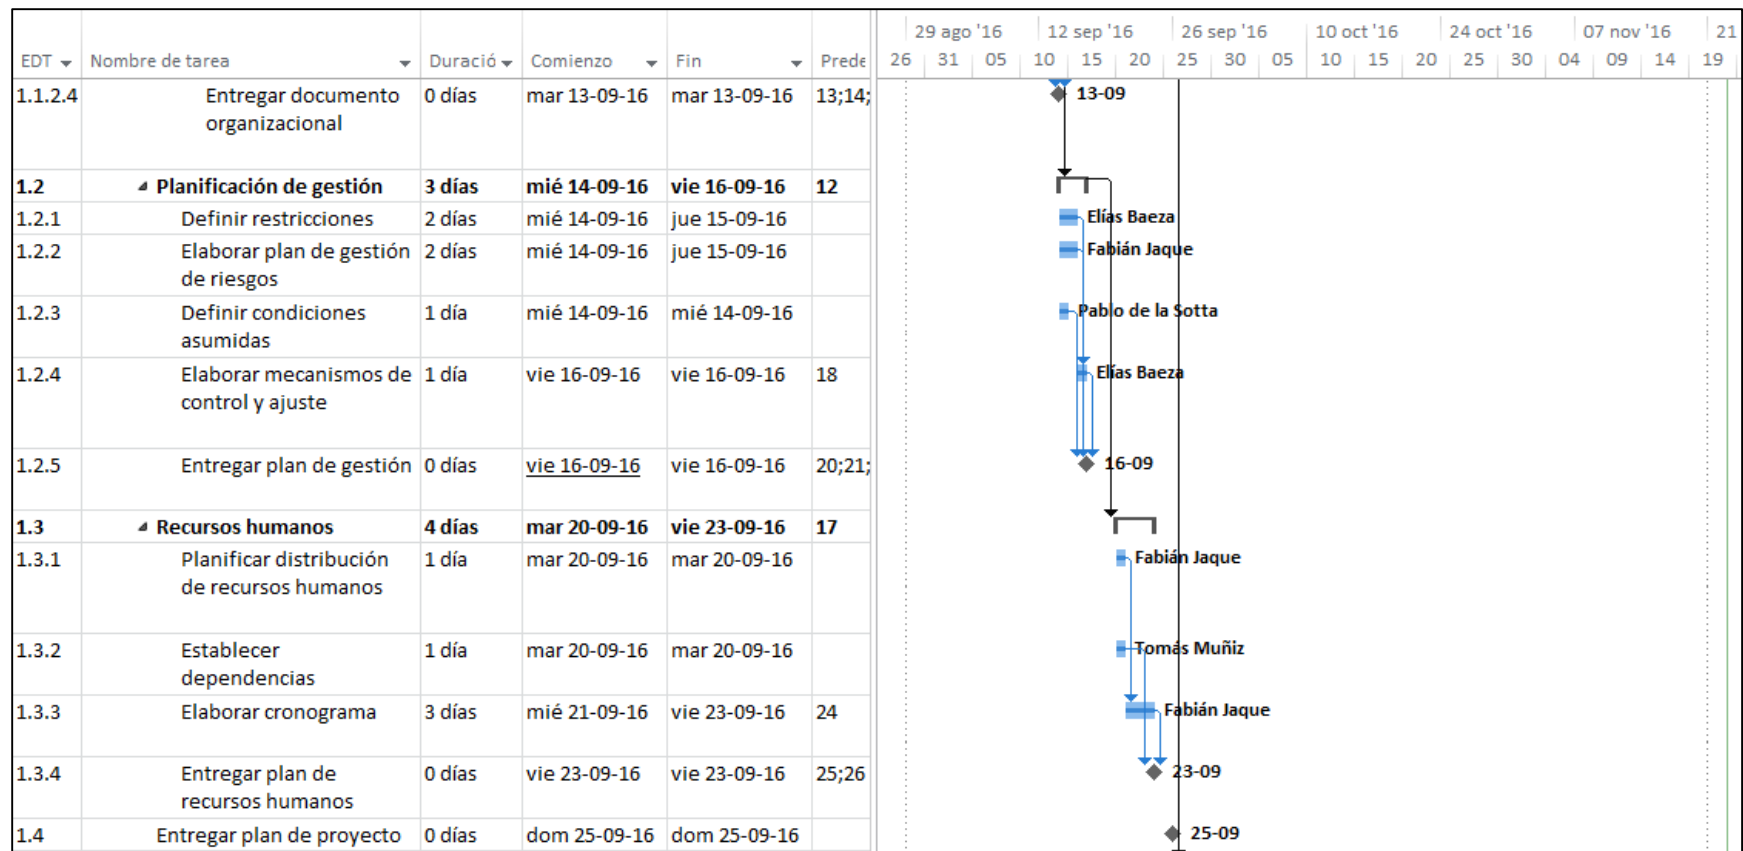 29 ago '16 12 sep '16 26 sep '16 10 oct '16 24 oct '16 07 nov '16 21
EDT Nombre de tarea Duració Comienzo Fin Prede 26 31 05 10 15 20 25 30 05 10 15 20 25 30 04 09 14 19
1.1.2.4 Entregar documento 0 días mar 13-09-16 mar 13-09-16 13;14; 13-09
organizacional
1.2 Planificación de gestión 3 días mié 14-09-16 vie 16-09-16 12
1.2.1 Definir restricciones 2 días mié 14-09-16 jue 15-09-16 Elías Baeza
1.2.2 Elaborar plan de gestión 2 días mié 14-09-16 jue 15-09-16 Fabián Jaque
de riesgos
1.2.3 Definir condiciones 1 día mié 14-09-16 mié 14-09-16 Pablo de la Sotta
asumidas
1.2.4 Elaborar mecanismos de 1 día vie 16-09-16 vie 16-09-16 18 Elías Baeza
control y ajuste
1.2.5 Entregar plan de gestión 0 días vie 16-09-16 vie 16-09-16 20;21; 16-09
1.3 Recursos humanos 4 días mar 20-09-16 vie 23-09-16 17
1.3.1 Planificar distribución 1 día mar 20-09-16 mar 20-09-16 Fabián Jaque
de recursos humanos
1.3.2 Establecer 1 día mar 20-09-16 mar 20-09-16 Tomás Muñiz
dependencias
1.3.3 Elaborar cronograma 3 días mié 21-09-16 vie 23-09-16 24 Fabián Jaque
1.3.4 Entregar plan de 0 días vie 23-09-16 vie 23-09-16 25;26 23-09
recursos humanos
1.4 Entregar plan de proyecto 0 días dom 25-09-16 dom 25-09-16 25-09